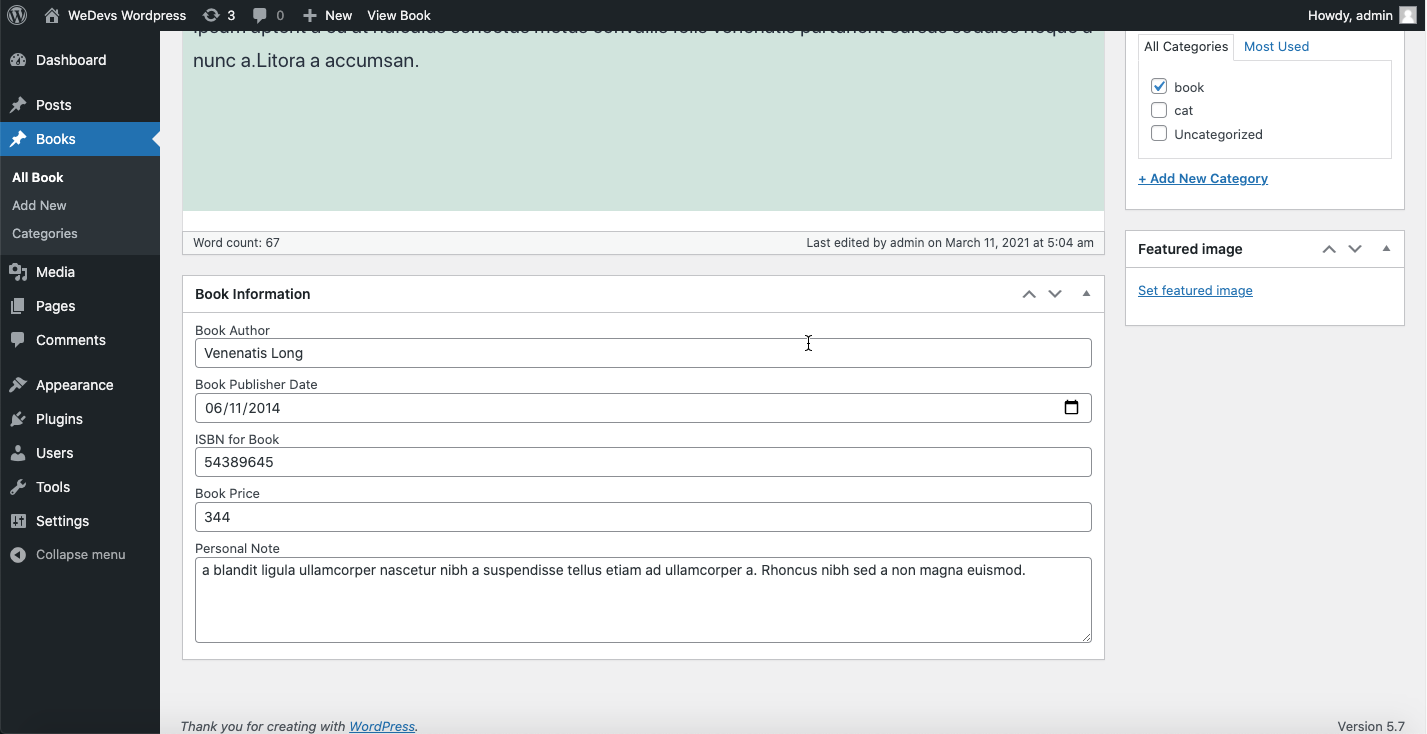 WeDevs Wordpress 3 0 New View Book Howdy, admin
Dashboard
Posts
Books
All Book
Add New
Categories
Media
Pages
Comments
Appearance
Plugins
Users
Tools
Settings
Collapse menu
nunc a.Litora a accumsan.
Word count: 67 Last edited by admin on March 11, 2021 at 5:04 am
Book Information
Book Author
Venenatis Long
Book Publisher Date
06/11/2014
ISBN for Book
54389645
Book Price
344
Personal Note
a blandit ligula ullamcorper nascetur nibh a suspendisse tellus etiam ad ullamcorper a. Rhoncus nibh sed a non magna euismod.
All Categories Most Used
book
cat
Uncategorized
+ Add New Category
Featured image
Set featured image
Thank you for creating with WordPress. Version 5.7